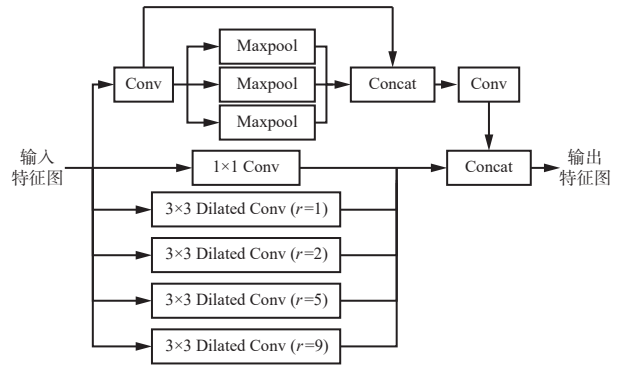 Maxpool
Conv
Maxpool
Concat
Conv
Maxpool
输入
特征图
1×1 Conv
Concat
输出
特征图
3×3 Dilated Conv (r=1)
3×3 Dilated Conv (r=2)
3×3 Dilated Conv (r=5)
3×3 Dilated Conv (r=9)